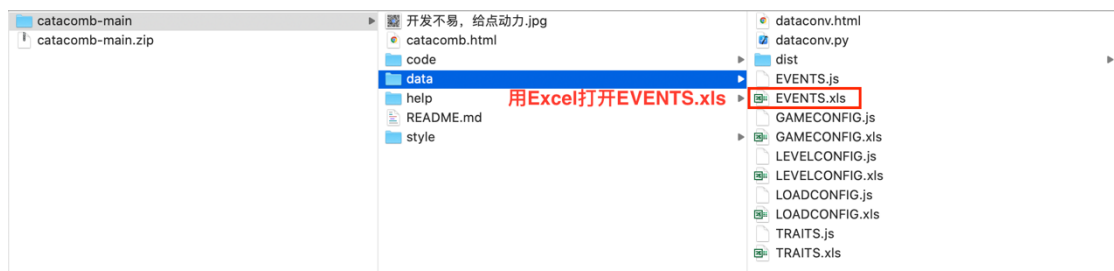 catacomb-main
catacomb-main.zip
开发不易，给点动力.jpg
catacomb.html
code
data
help
README.md
style
用Excel打开EVENTS.xls
dataconv.html
dataconv.py
dist
EVENTS.js
EVENTS.xls
GAMECONFIG.js
GAMECONFIG.xls
LEVELCONFIG.js
LEVELCONFIG.xls
LOADCONFIG.js
LOADCONFIG.xls
TRAITS.js
TRAITS.xls